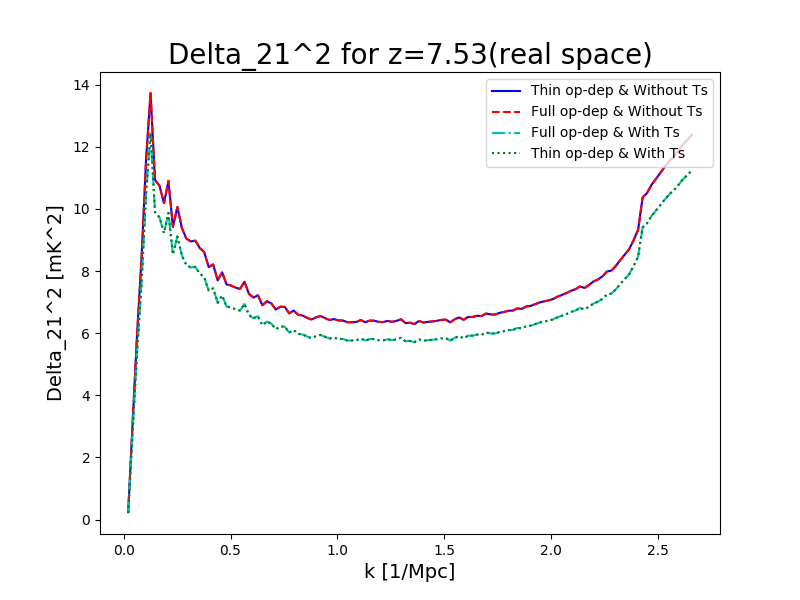 Delta_21^2 for z=7.53(real space)
Thin op-dep & Without Ts
Full op-dep & Without Ts
Full op-dep & With Ts
Thin op-dep & With Ts
Delta_21^2 [mK^2]
14
12
10
8
6
4
2
0
0.0
0.5
1.0
1.5
2.0
2.5
k [1/Mpc]